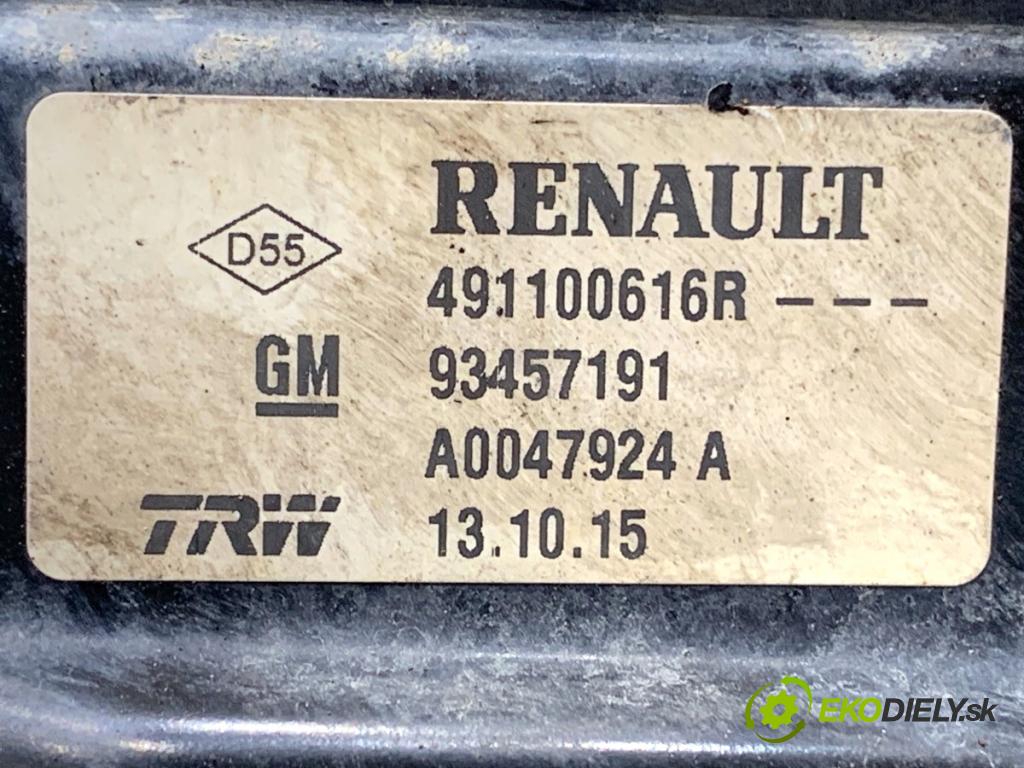 RENAULT
D55
491100616R ---
GM 93457191
A0047924 A
TRW 13.10.15
EKODIELY.sk